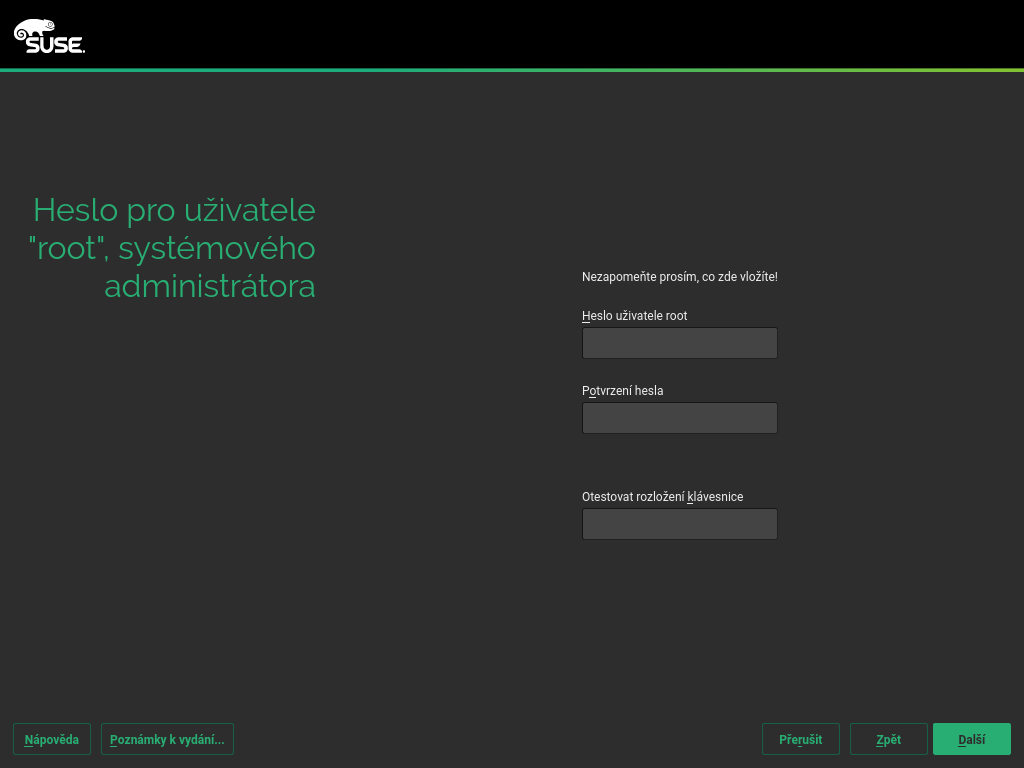 SUSE.
Heslo pro uživatele
"root", systémového
administrátora
Nezapomeňte prosím, co zde vložíte!
Heslo uživatele root
Potvrzení hesla
Otestovat rozložení klávesnice
Nápověda Poznámky k vydání... Přerušit Zpět Další